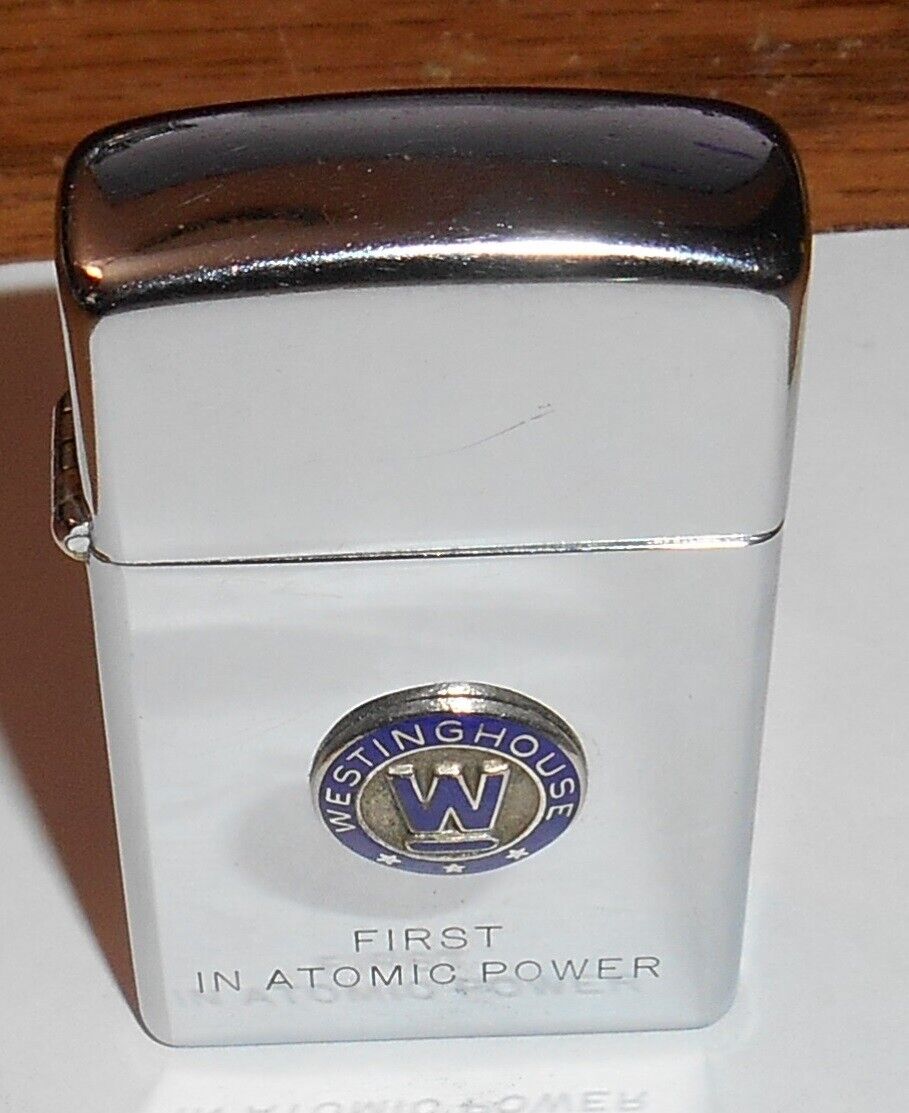 WESTINGHOUSE
W
FIRST
IN ATOMIC POWER